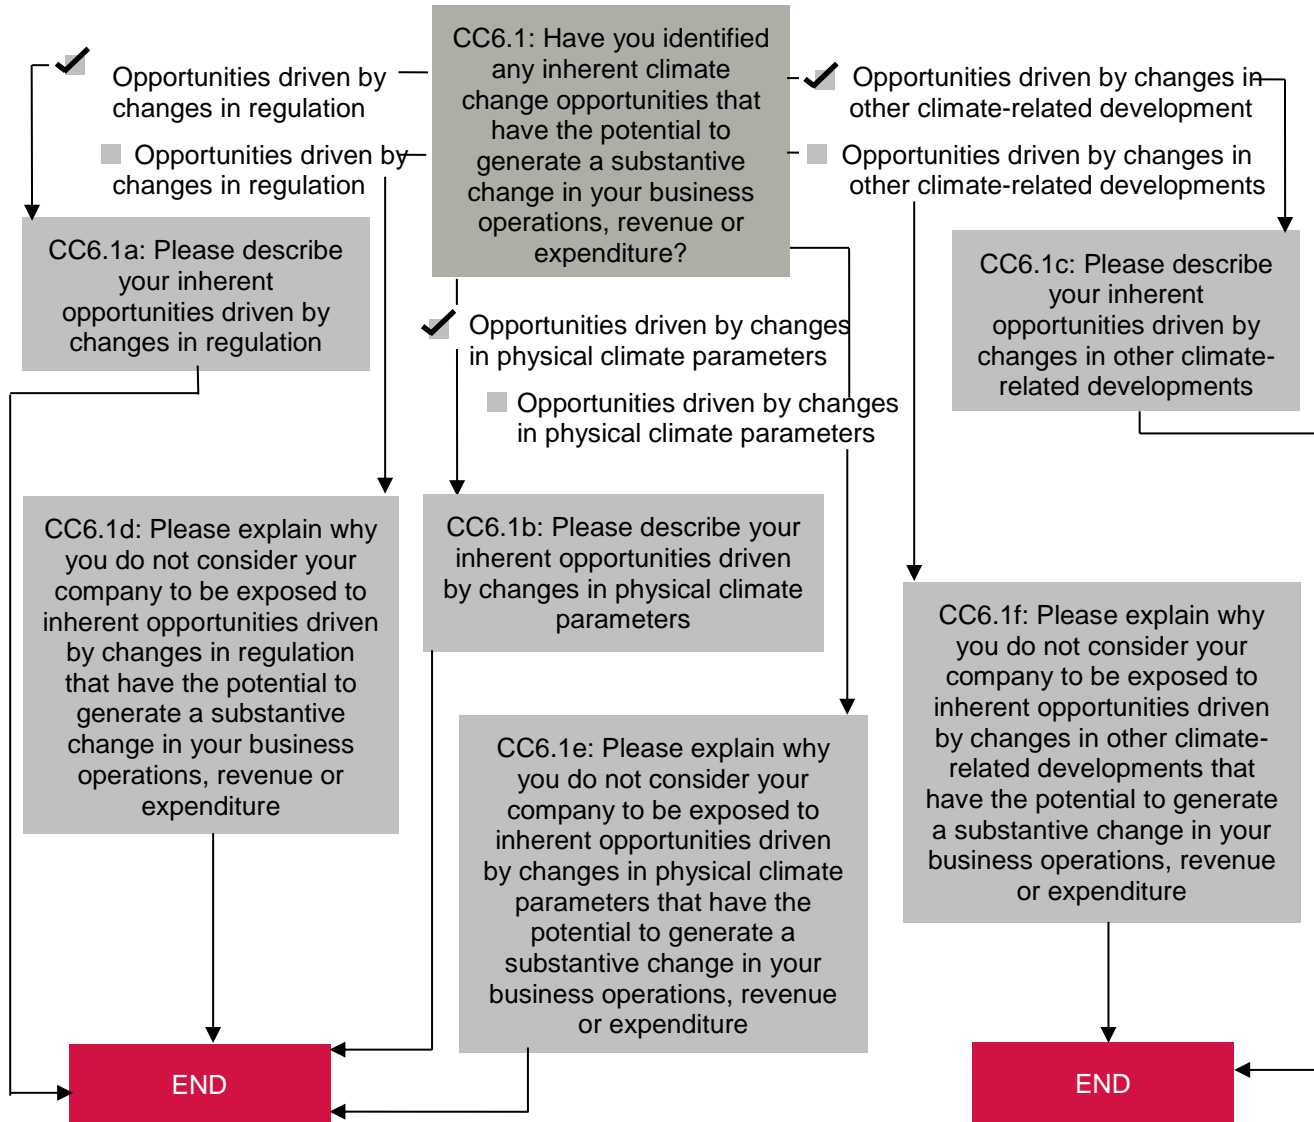 CC6.1: Have you identified
any inherent climate
change opportunities that
have the potential to
generate a substantive
change in your business
operations, revenue or
expenditure?
Opportunities driven by
changes in regulation
Opportunities driven by
changes in regulation
Opportunities driven by changes in
other climate-related development
Opportunities driven by changes in
other climate-related developments
CC6.1a: Please describe
your inherent
opportunities driven by
changes in regulation
Opportunities driven by changes
in physical climate parameters
Opportunities driven by changes
in physical climate parameters
CC6.1c: Please describe
your inherent
opportunities driven by
changes in other climate-
related developments
CC6.1d: Please explain why
you do not consider your
company to be exposed to
inherent opportunities driven
by changes in regulation
that have the potential to
generate a substantive
change in your business
operations, revenue or
expenditure
CC6.1b: Please describe your
inherent opportunities driven
by changes in physical climate
parameters
CC6.1f: Please explain why
you do not consider your
company to be exposed to
inherent opportunities driven
by changes in other climate-
related developments that
have the potential to generate
a substantive change in your
business operations, revenue
or expenditure
CC6.1e: Please explain why
you do not consider your
company to be exposed to
inherent opportunities driven
by changes in physical climate
parameters that have the
potential to generate a
substantive change in your
business operations, revenue
or expenditure
END
END